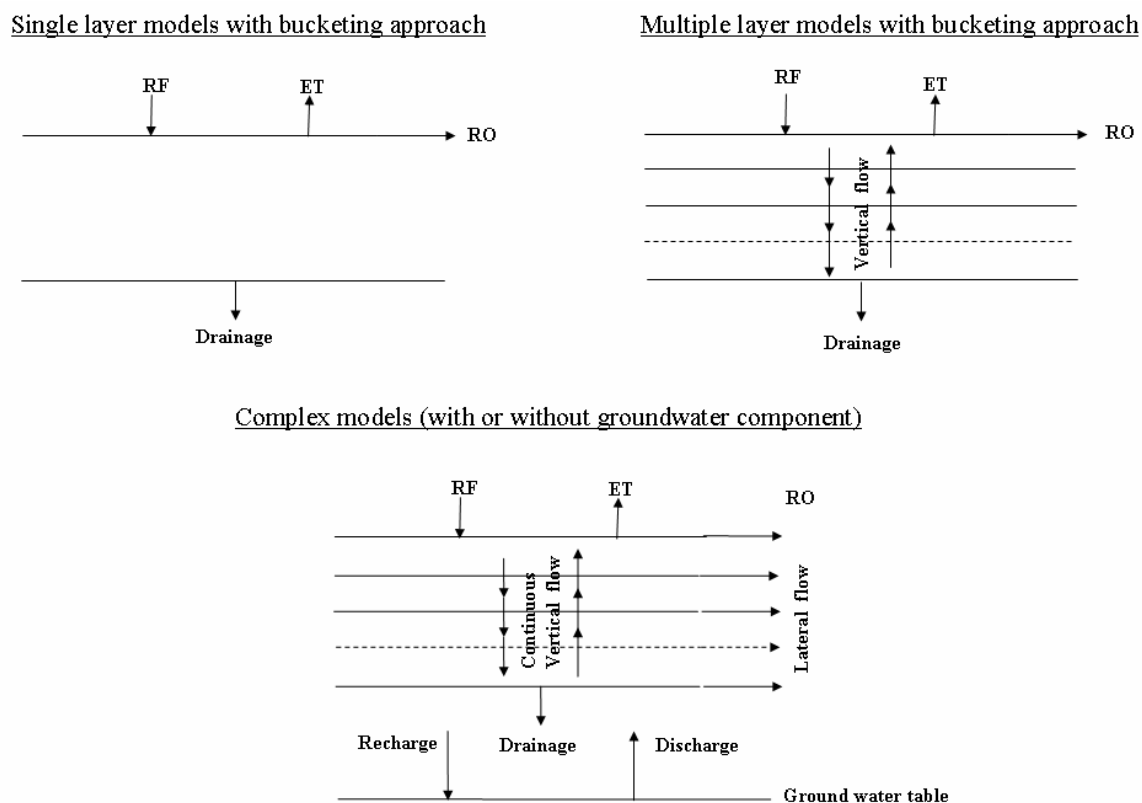 Single layer models with bucketing approach
RF
ET
RO
Drainage
Multiple layer models with bucketing approach
RF
ET
RO
Vertical flow
Drainage
Complex models (with or without groundwater component)
RF
ET
RO
Continuous
Vertical flow
Lateral flow
Recharge
Drainage
Discharge
Ground water table